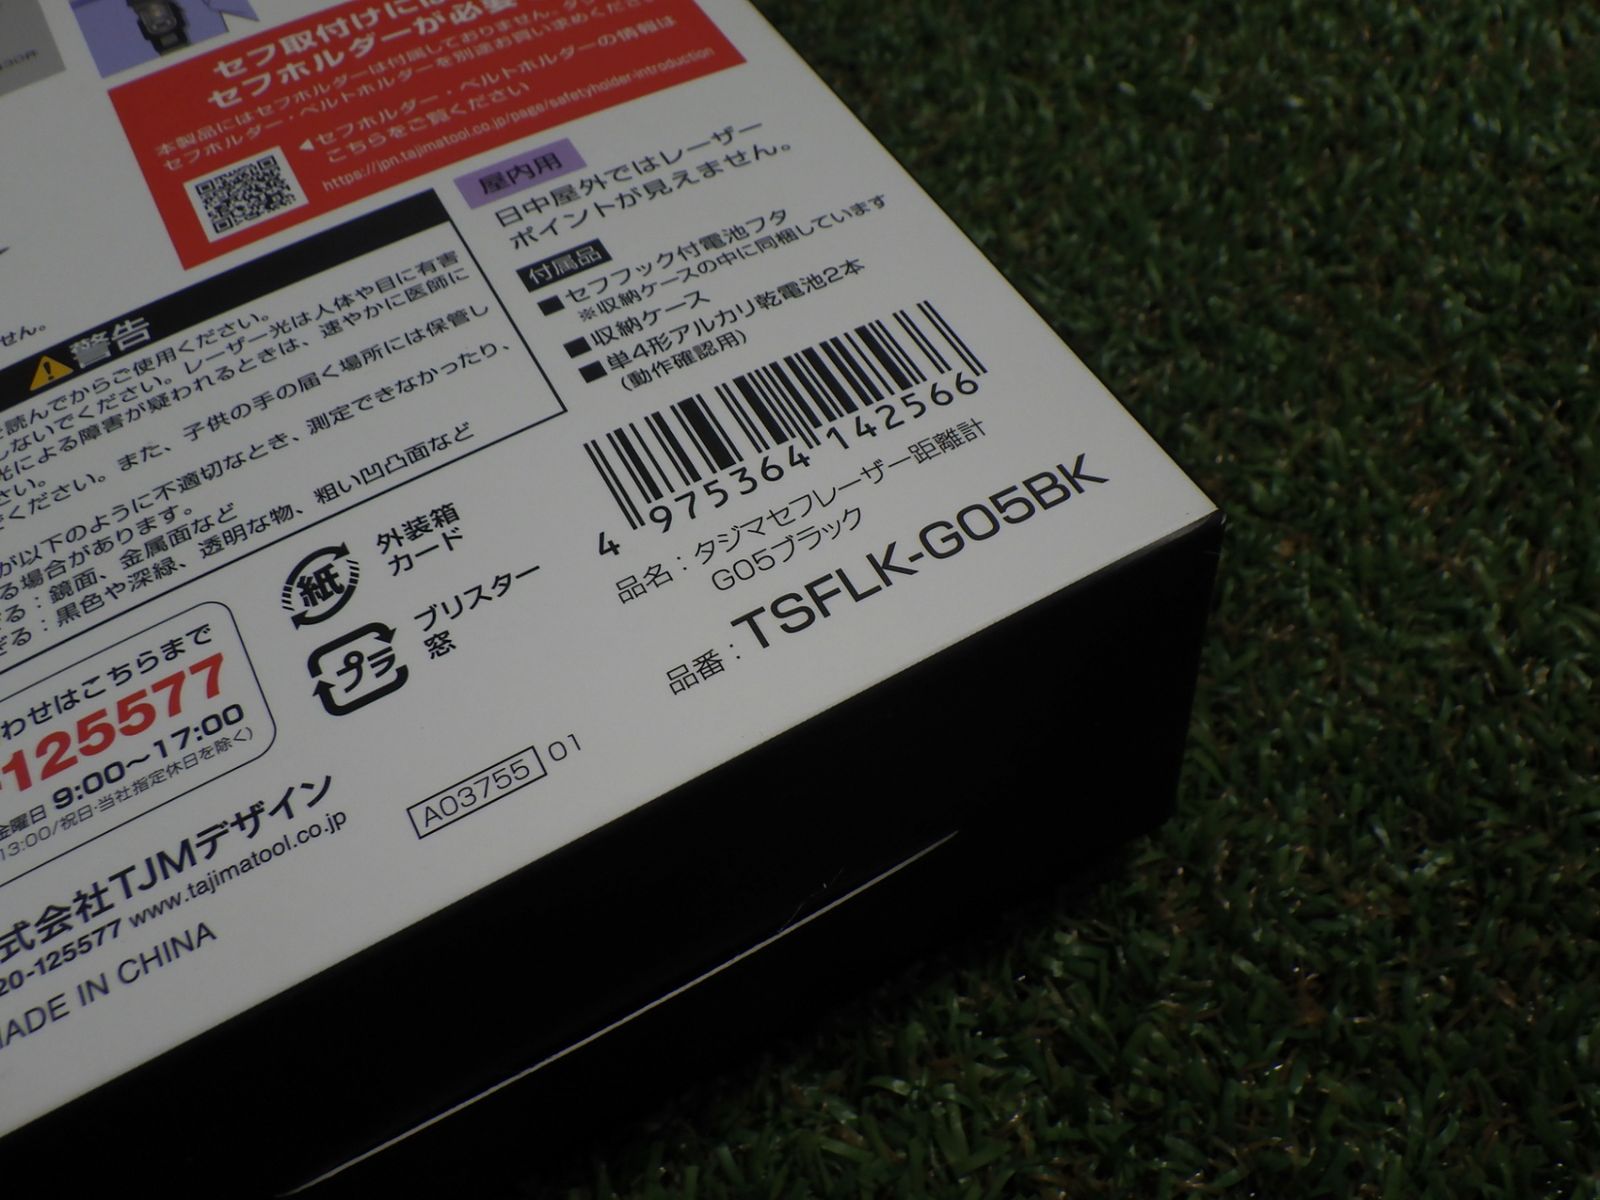 セフ取付けには
セフホルダーが必要
本製品にはセフホルダーは付属しておりません。
セフホルダー・ベルトホルダーを別途お買い求めください
◀セフホルダー・ベルトホルダーの情報は
こちらをご覧ください
https://jpn.tajimatool.co.jp/page/safetyholder-introduction
屋内用
日中屋外ではレーザー
ポイントが見えません。
付属品
■セフフック付電池フタ
※収納ケースの中に同梱しています
■収納ケース
■単4形アルカリ乾電池2本
(動作確認用)
4 975364 142566
品名：タジマセフレーザー距離計
G05ブラック
品番：TSFLK-G05BK
せん。
警告
読んでからご使用ください。
しないでください。レーザー光は人体や目に有害
光による障害が疑われるときは、速やかに医師に
さい。
ください。また、子供の手の届く場所には保管し
が以下のように不適切なとき、測定できなかったり、
る場合があります。
ぎる：鏡面、金属面など
ぎる：黒色や深緑、透明な物、粗い凹凸面など
紙
外装箱
カード
プラ
ブリスター
窓
わせはこちらまで
125577
金曜日 9:00～17:00
13:00/祝日・当社指定休日を除く)
式会社TJMデザイン
20-125577 www.tajimatool.co.jp
MADE IN CHINA
A03755 01